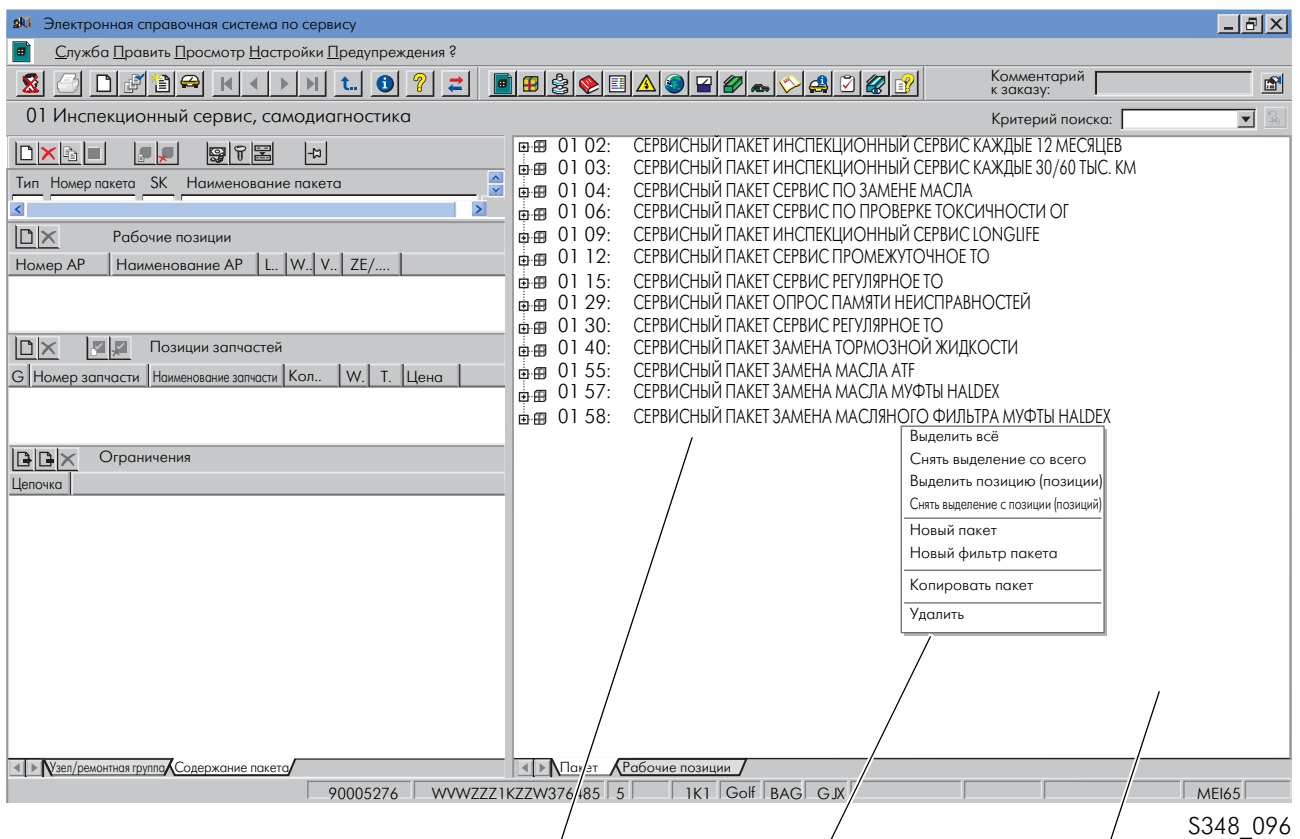 Электронная справочная система по сервису
Служба Править Просмотр Настройки Предупреждения ?
Комментарий
к заказу:
01 Инспекционный сервис, самодиагностика
Критерий поиска:
Тип Номер пакета SK Наименование пакета
Рабочие позиции
Номер АР Наименование АР L.. W.. V.. ZE/....
Позиции запчастей
G Номер запчасти Наименование запчасти Кол.. W. T. Цена
Ограничения
Цепочка
Узел/ремонтная группа Содержание пакета
01 02: СЕРВИСНЫЙ ПАКЕТ ИНСПЕКЦИОННЫЙ СЕРВИС КАЖДЫЕ 12 МЕСЯЦЕВ
01 03: СЕРВИСНЫЙ ПАКЕТ ИНСПЕКЦИОННЫЙ СЕРВИС КАЖДЫЕ 30/60 ТЫС. КМ
01 04: СЕРВИСНЫЙ ПАКЕТ СЕРВИС ПО ЗАМЕНЕ МАСЛА
01 06: СЕРВИСНЫЙ ПАКЕТ СЕРВИС ПО ПРОВЕРКЕ ТОКСИЧНОСТИ ОГ
01 09: СЕРВИСНЫЙ ПАКЕТ ИНСПЕКЦИОННЫЙ СЕРВИС LONGLIFE
01 12: СЕРВИСНЫЙ ПАКЕТ СЕРВИС ПРОМЕЖУТОЧНОЕ ТО
01 15: СЕРВИСНЫЙ ПАКЕТ СЕРВИС РЕГУЛЯРНОЕ ТО
01 29: СЕРВИСНЫЙ ПАКЕТ ОПРОС ПАМЯТИ НЕИСПРАВНОСТЕЙ
01 30: СЕРВИСНЫЙ ПАКЕТ СЕРВИС РЕГУЛЯРНОЕ ТО
01 40: СЕРВИСНЫЙ ПАКЕТ ЗАМЕНА ТОРМОЗНОЙ ЖИДКОСТИ
01 55: СЕРВИСНЫЙ ПАКЕТ ЗАМЕНА МАСЛА ATF
01 57: СЕРВИСНЫЙ ПАКЕТ ЗАМЕНА МАСЛА МУФТЫ HALDEX
01 58: СЕРВИСНЫЙ ПАКЕТ ЗАМЕНА МАСЛЯНОГО ФИЛЬТРА МУФТЫ HALDEX
Выделить всё
Снять выделение со всего
Выделить позицию (позиции)
Снять выделение с позиции (позиций)
Новый пакет
Новый фильтр пакета
Копировать пакет
Удалить
Пакет Рабочие позиции
90005276 WVWZZZ1KZZW376485 5 1K1 Golf BAG GJX MEI65
S348_096